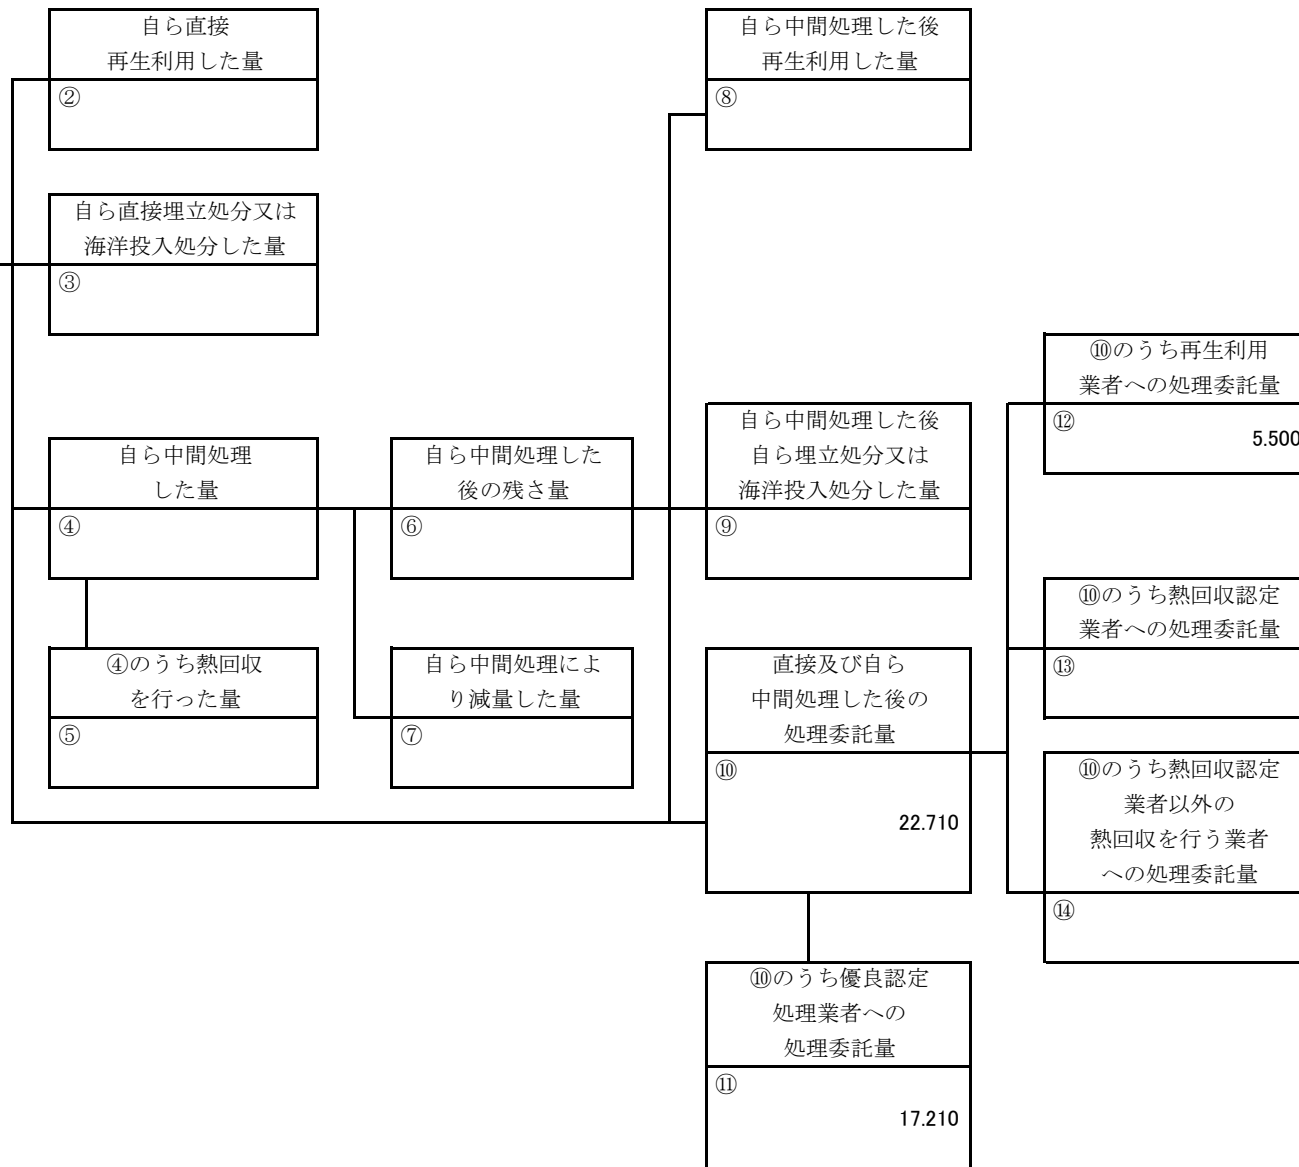 自ら直接
再生利用した量
②
自ら中間処理した後
再生利用した量
⑧
自ら直接埋立処分又は
海洋投入処分した量
③
⑩のうち再生利用
業者への処理委託量
⑫
5.500
自ら中間処理
した量
④
自ら中間処理した
後の残さ量
⑥
自ら中間処理した後
自ら埋立処分又は
海洋投入処分した量
⑨
⑩のうち熱回収認定
業者への処理委託量
⑬
④のうち熱回収
を行った量
⑤
自ら中間処理によ
り減量した量
⑦
直接及び自ら
中間処理した後の
処理委託量
⑩
22.710
⑩のうち熱回収認定
業者以外の
熱回収を行う業者
への処理委託量
⑭
⑩のうち優良認定
処理業者への
処理委託量
⑪
17.210